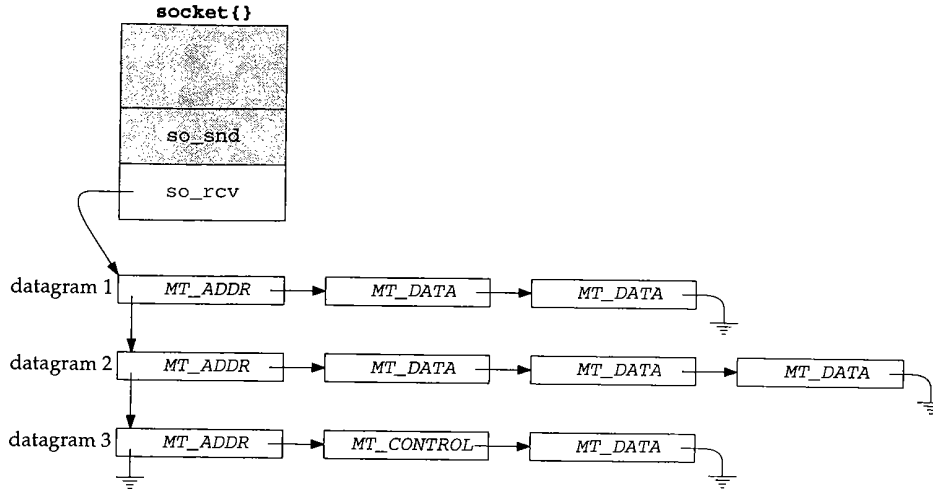 socket{}
so_snd
so_rcv
datagram 1 MT_ADDR MT_DATA MT_DATA
datagram 2 MT_ADDR MT_DATA MT_DATA MT_DATA
datagram 3 MT_ADDR MT_CONTROL MT_DATA